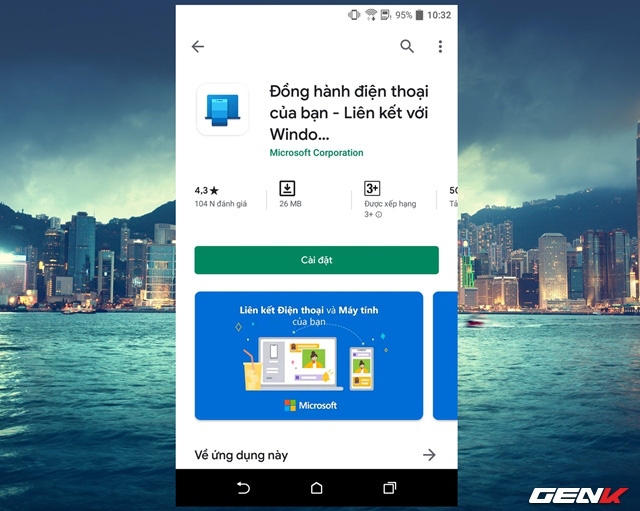 95% 10:32
Đồng hành điện thoại
của bạn - Liên kết với
Windo...
Microsoft Corporation
4,3★
104 N đánh giá
26 MB
3+
Được xếp hạng
3+
Cài đặt
Liên kết Điện thoại và Máy tính
của bạn
Microsoft
Về ứng dụng này
GENK